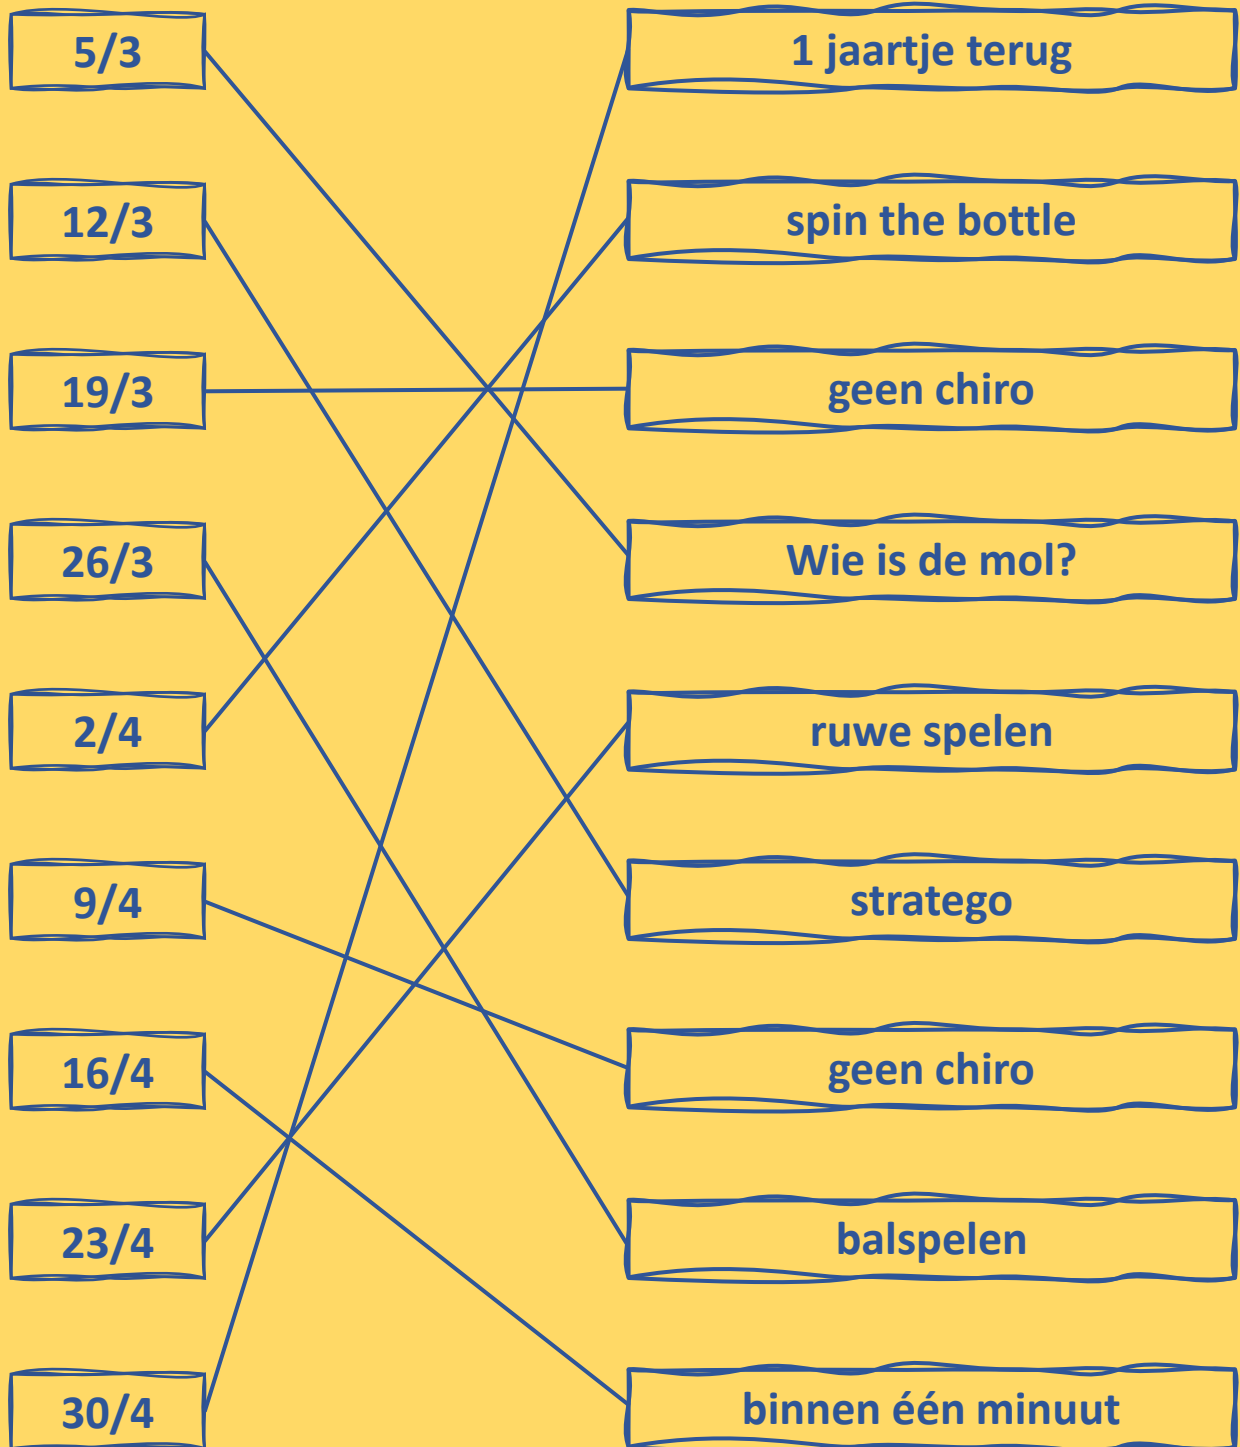 5/3
1 jaartje terug
12/3
spin the bottle
19/3
geen chiro
26/3
Wie is de mol?
2/4
ruwe spelen
9/4
stratego
16/4
geen chiro
23/4
balspelen
30/4
binnen één minuut